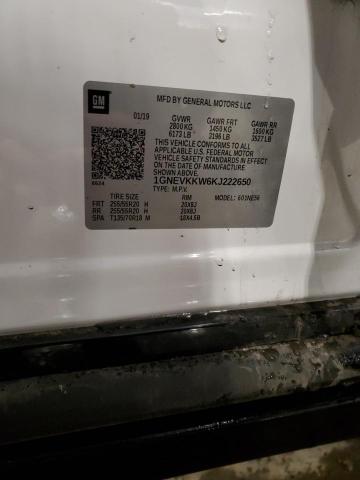 GM
MFD BY GENERAL MOTORS LLC
01/19 GVWR GAWR FRT GAWR RR
2800 KG 1450 KG 1600 KG
6173 LB 3196 LB 3527 LB
THIS VEHICLE CONFORMS TO ALL
APPLICABLE U.S. FEDERAL MOTOR
VEHICLE SAFETY AND THEFT
PREVENTION STANDARDS IN EFFECT
ON THE DATE OF MANUFACTURE
SHOWN ABOVE.
1GNEVKKW6KJ222650
TYPE: M.P.V.
TIRE SIZE RIM
FRT 255/55R20 H 20X8J
RR 255/55R20 H 20X8J
SPA T135/70R18 M 18X4.5B